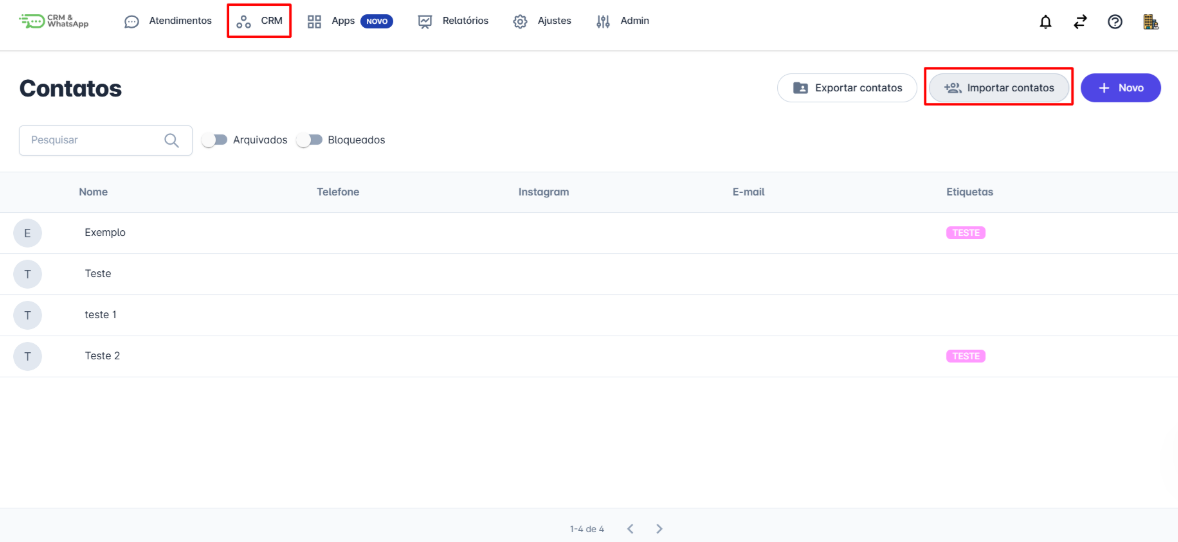 CRM & WhatsApp
Atendimentos CRM Apps NOVO Relatórios Ajustes Admin
Contatos
Exportar contatos Importar contatos + Novo
Pesquisar Arquivados Bloqueados
Nome Telefone Instagram E-mail Etiquetas
E Exemplo TESTE
T Teste
T teste 1
T Teste 2 TESTE
1-4 de 4